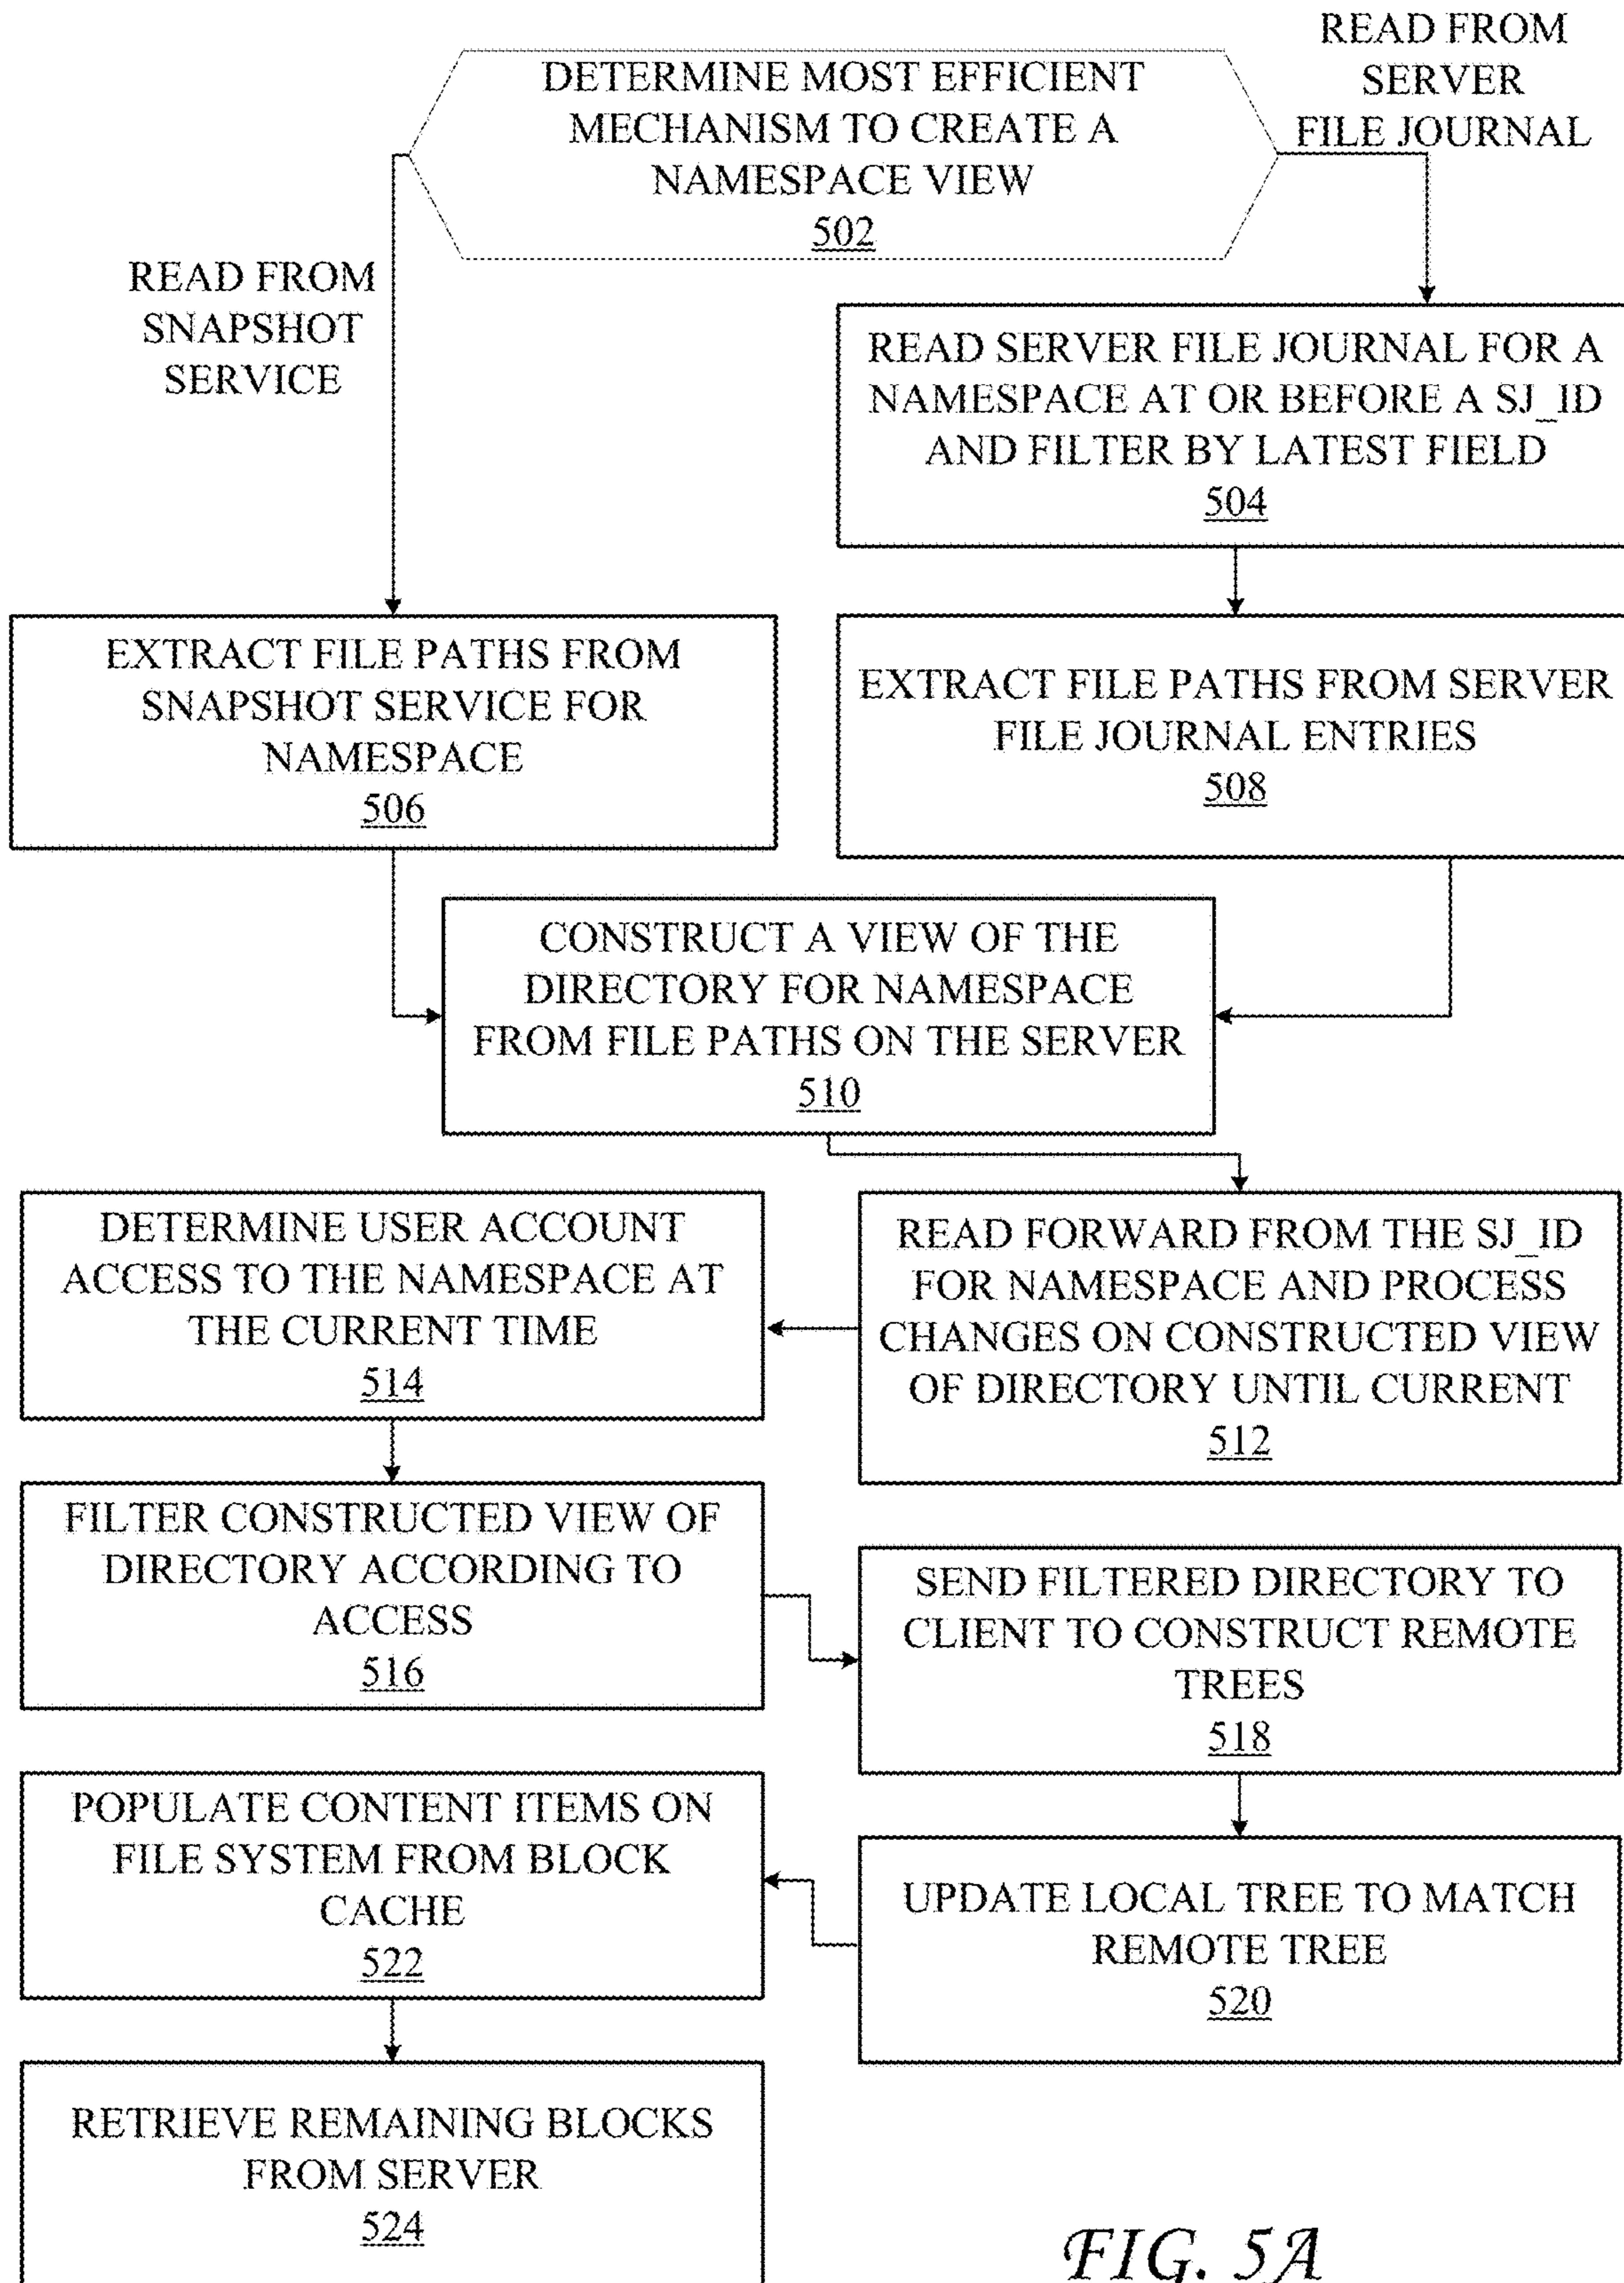 DETERMINE MOST EFFICIENT
MECHANISM TO CREATE A
NAMESPACE VIEW
502
READ FROM
SERVER
FILE JOURNAL
READ FROM
SNAPSHOT
SERVICE
READ SERVER FILE JOURNAL FOR A
NAMESPACE AT OR BEFORE A SJ_ID
AND FILTER BY LATEST FIELD
504
EXTRACT FILE PATHS FROM
SNAPSHOT SERVICE FOR
NAMESPACE
506
EXTRACT FILE PATHS FROM SERVER
FILE JOURNAL ENTRIES
508
CONSTRUCT A VIEW OF THE
DIRECTORY FOR NAMESPACE
FROM FILE PATHS ON THE SERVER
510
READ FORWARD FROM THE SJ_ID
FOR NAMESPACE AND PROCESS
CHANGES ON CONSTRUCTED VIEW
OF DIRECTORY UNTIL CURRENT
512
DETERMINE USER ACCOUNT
ACCESS TO THE NAMESPACE AT
THE CURRENT TIME
514
FILTER CONSTRUCTED VIEW OF
DIRECTORY ACCORDING TO
ACCESS
516
SEND FILTERED DIRECTORY TO
CLIENT TO CONSTRUCT REMOTE
TREES
518
UPDATE LOCAL TREE TO MATCH
REMOTE TREE
520
POPULATE CONTENT ITEMS ON
FILE SYSTEM FROM BLOCK
CACHE
522
RETRIEVE REMAINING BLOCKS
FROM SERVER
524
FIG. 5A